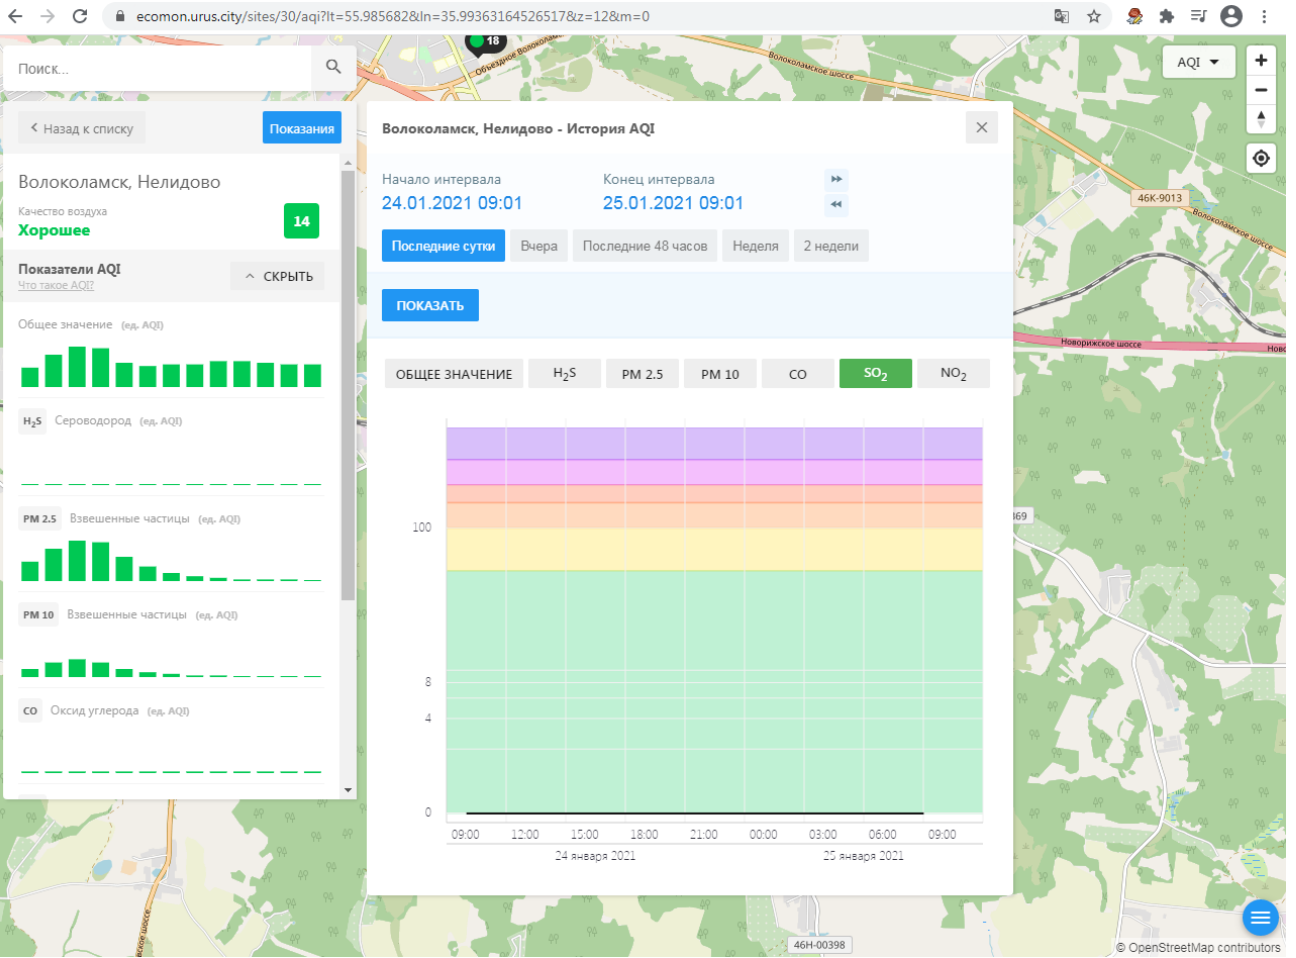 ecomon.urus.city/sites/30/aqi?lt=55.985682&ln=35.99363164526517&z=12&m=0
18
Объездное Волоколамск
Волоколамское шоссе
Поиск...
AQI
Назад к списку
Показания
Волоколамск, Нелидово
Качество воздуха
Хорошее
14
Показатели AQI
Что такое AQI?
СКРЫТЬ
Общее значение (ед. AQI)
H₂S Сероводород (ед. AQI)
PM 2.5 Взвешенные частицы (ед. AQI)
PM 10 Взвешенные частицы (ед. AQI)
CO Оксид углерода (ед. AQI)
Волоколамск, Нелидово - История AQI
Начало интервала
Конец интервала
24.01.2021 09:01
25.01.2021 09:01
Последние сутки
Вчера
Последние 48 часов
Неделя
2 недели
ПОКАЗАТЬ
ОБЩЕЕ ЗНАЧЕНИЕ
H₂S
PM 2.5
PM 10
CO
SO₂
NO₂
100
8
4
0
09:00 12:00 15:00 18:00 21:00 00:00 03:00 06:00 09:00
24 января 2021
25 января 2021
46К-9013
Волоколамское шоссе
Новорижское шоссе
Ново
369
46Н-00398
© OpenStreetMap contributors